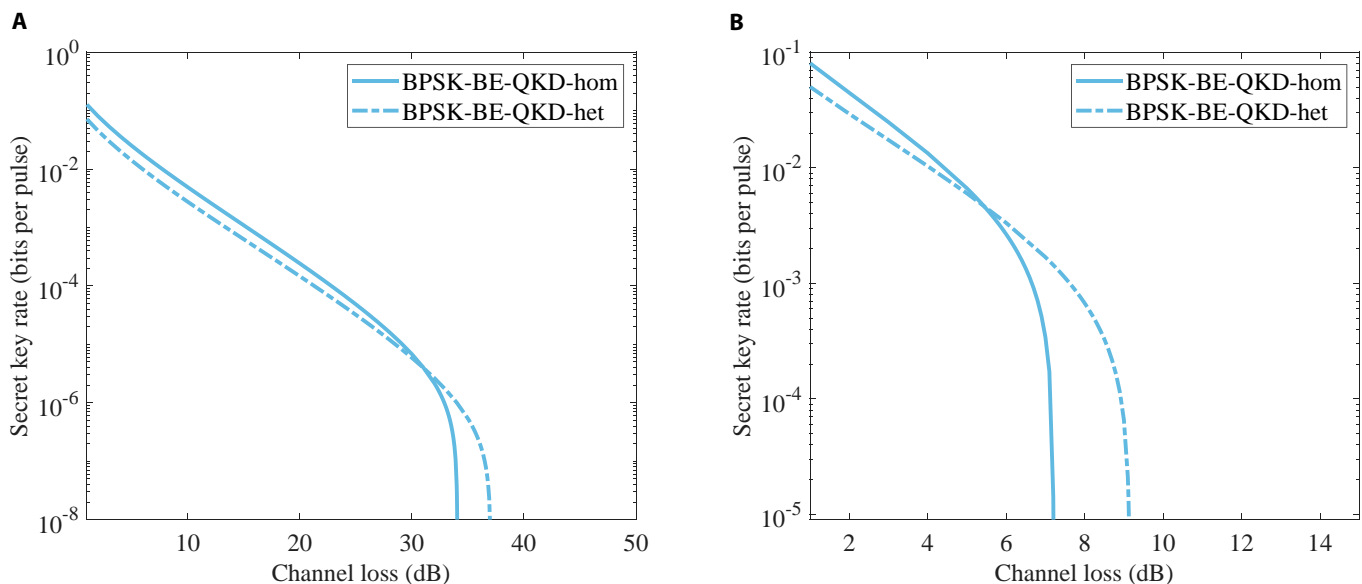 A
Secret key rate (bits per pulse)
10^0
10^-2
10^-4
10^-6
10^-8
BPSK-BE-QKD-hom
BPSK-BE-QKD-het
10 20 30 40 50
Channel loss (dB)
B
Secret key rate (bits per pulse)
10^-1
10^-2
10^-3
10^-4
10^-5
BPSK-BE-QKD-hom
BPSK-BE-QKD-het
2 4 6 8 10 12 14
Channel loss (dB)